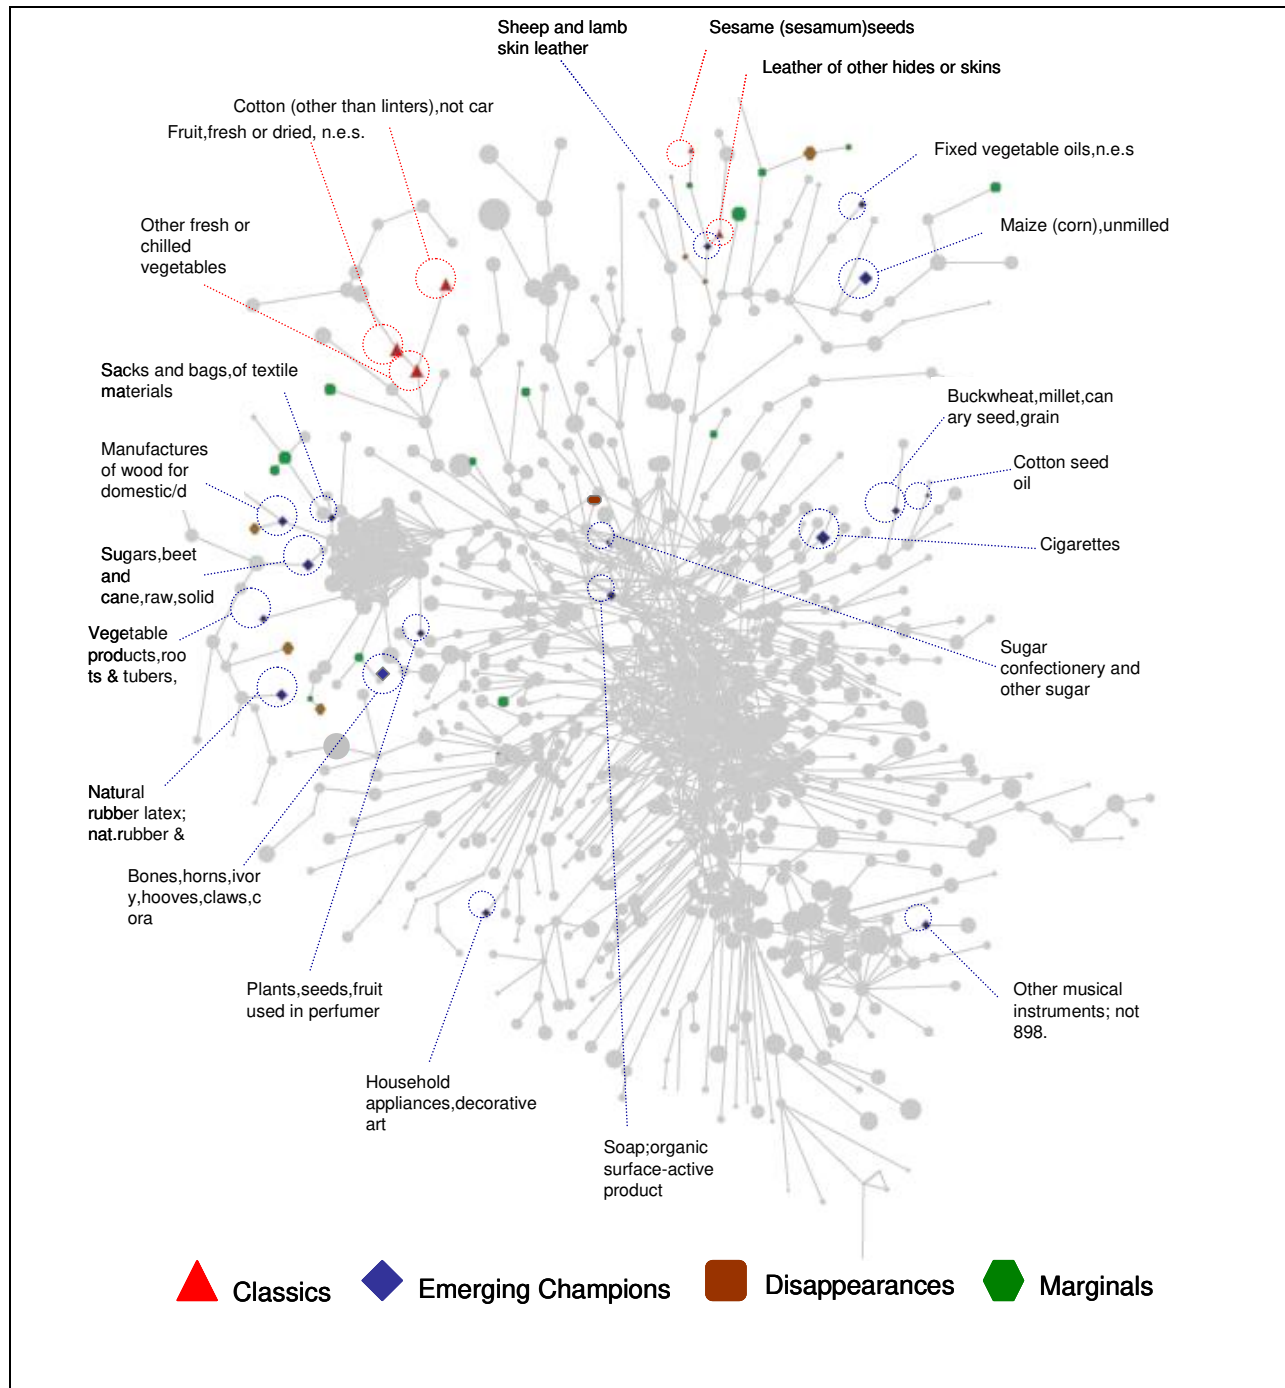 Sheep and lamb
skin leather
Sesame (sesamum)seeds
Leather of other hides or skins
Cotton (other than linters),not car
Fruit,fresh or dried, n.e.s.
Fixed vegetable oils,n.e.s
Other fresh or
chilled
vegetables
Maize (corn),unmilled
Sacks and bags,of textile
materials
Buckwheat,millet,can
ary seed,grain
Manufactures
of wood for
domestic/d
Cotton seed
oil
Cigarettes
Sugars,beet
and
cane,raw,solid
Vegetable
products,roo
ts & tubers,
Sugar
confectionery and
other sugar
Natural
rubber latex;
nat.rubber &
Bones,horns,ivor
y,hooves,claws,c
ora
Plants,seeds,fruit
used in perfumer
Other musical
instruments; not
898.
Household
appliances,decorative
art
Soap;organic
surface-active
product
Classics
Emerging Champions
Disappearances
Marginals